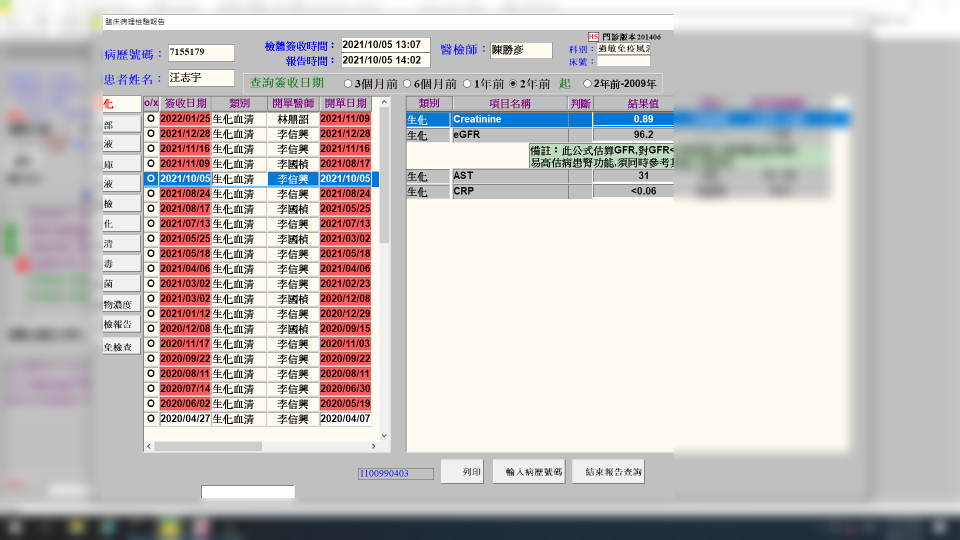 臨床病理檢驗報告
HS 門診版本201406
病歷號碼： 7155179 檢體簽收時間： 2021/10/05 13:07 醫檢師： 陳勝彥 科別： 過敏免疫風濕
患者姓名： 汪志宇 報告時間： 2021/10/05 14:02 床號：
查詢簽收日期 3個月前 6個月前 1年前 2年前 起 2年前-2009年
化
部
液
庫
液
檢
化
清
毒
菌
物濃度
檢報告
免檢查
o/x 簽收日期 類別 開單醫師 開單日期
O 2022/01/25 生化血清 林鵾韶 2021/11/09
O 2021/12/28 生化血清 李信興 2021/12/28
O 2021/11/16 生化血清 李信興 2021/11/16
O 2021/11/09 生化血清 李國楨 2021/08/17
O 2021/10/05 生化血清 李信興 2021/10/05
O 2021/08/24 生化血清 李信興 2021/08/24
O 2021/08/17 生化血清 李國楨 2021/05/25
O 2021/07/13 生化血清 李信興 2021/07/13
O 2021/05/25 生化血清 李國楨 2021/03/02
O 2021/05/18 生化血清 李信興 2021/05/18
O 2021/04/06 生化血清 李信興 2021/04/06
O 2021/03/02 生化血清 李信興 2021/02/23
O 2021/03/02 生化血清 李國楨 2020/12/08
O 2021/01/12 生化血清 李信興 2020/12/29
O 2020/12/08 生化血清 李國楨 2020/09/15
O 2020/11/17 生化血清 李信興 2020/11/03
O 2020/09/22 生化血清 李信興 2020/09/22
O 2020/08/11 生化血清 李信興 2020/08/11
O 2020/07/14 生化血清 李信興 2020/06/30
O 2020/06/02 生化血清 李信興 2020/05/19
O 2020/04/27 生化血清 李信興 2020/04/07
類別 項目名稱 判斷 結果值
生化 Creatinine 0.89
生化 eGFR 96.2
備註：此公式估算GFR,對GFR<
易高估病患腎功能,須同時參考其
生化 AST 31
生化 CRP <0.06
1100990403 列印 輸入病歷號碼 結束報告查詢